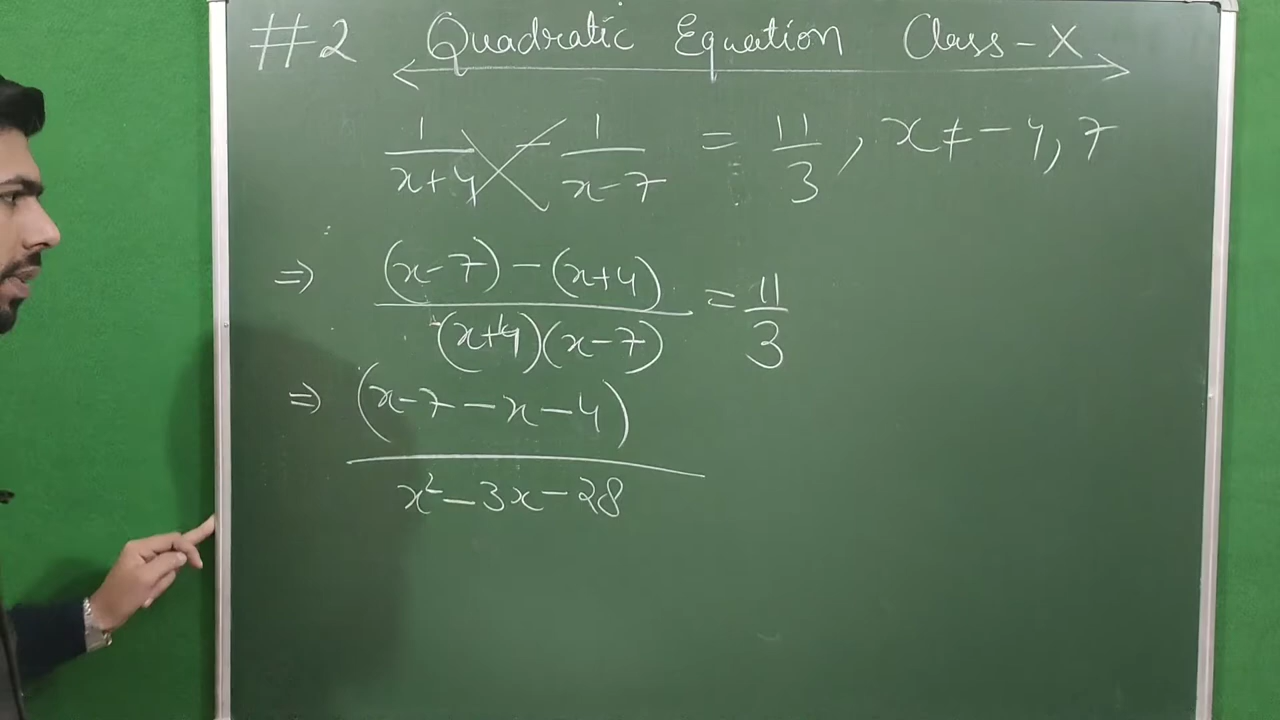 #2 Quadratic Equation Class-X
1/(x+4) - 1/(x-7) = 11/3, x ≠ -4, 7
⇒ ((x-7) - (x+4))/((x+4)(x-7)) = 11/3
⇒ (x-7-x-4)/(x²-3x-28)